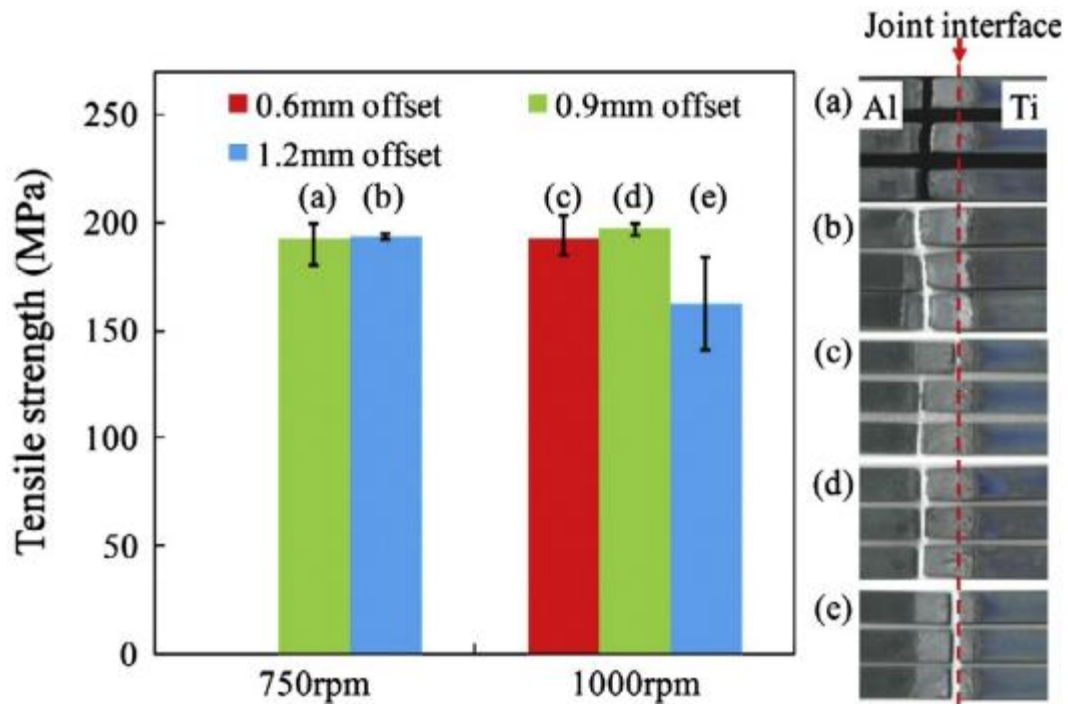 Joint interface
250
200
150
100
50
0
Tensile strength (MPa)
0.6mm offset
0.9mm offset
1.2mm offset
(a) (b) (c) (d) (e)
750rpm 1000rpm
(a) Al Ti
(b)
(c)
(d)
(e)